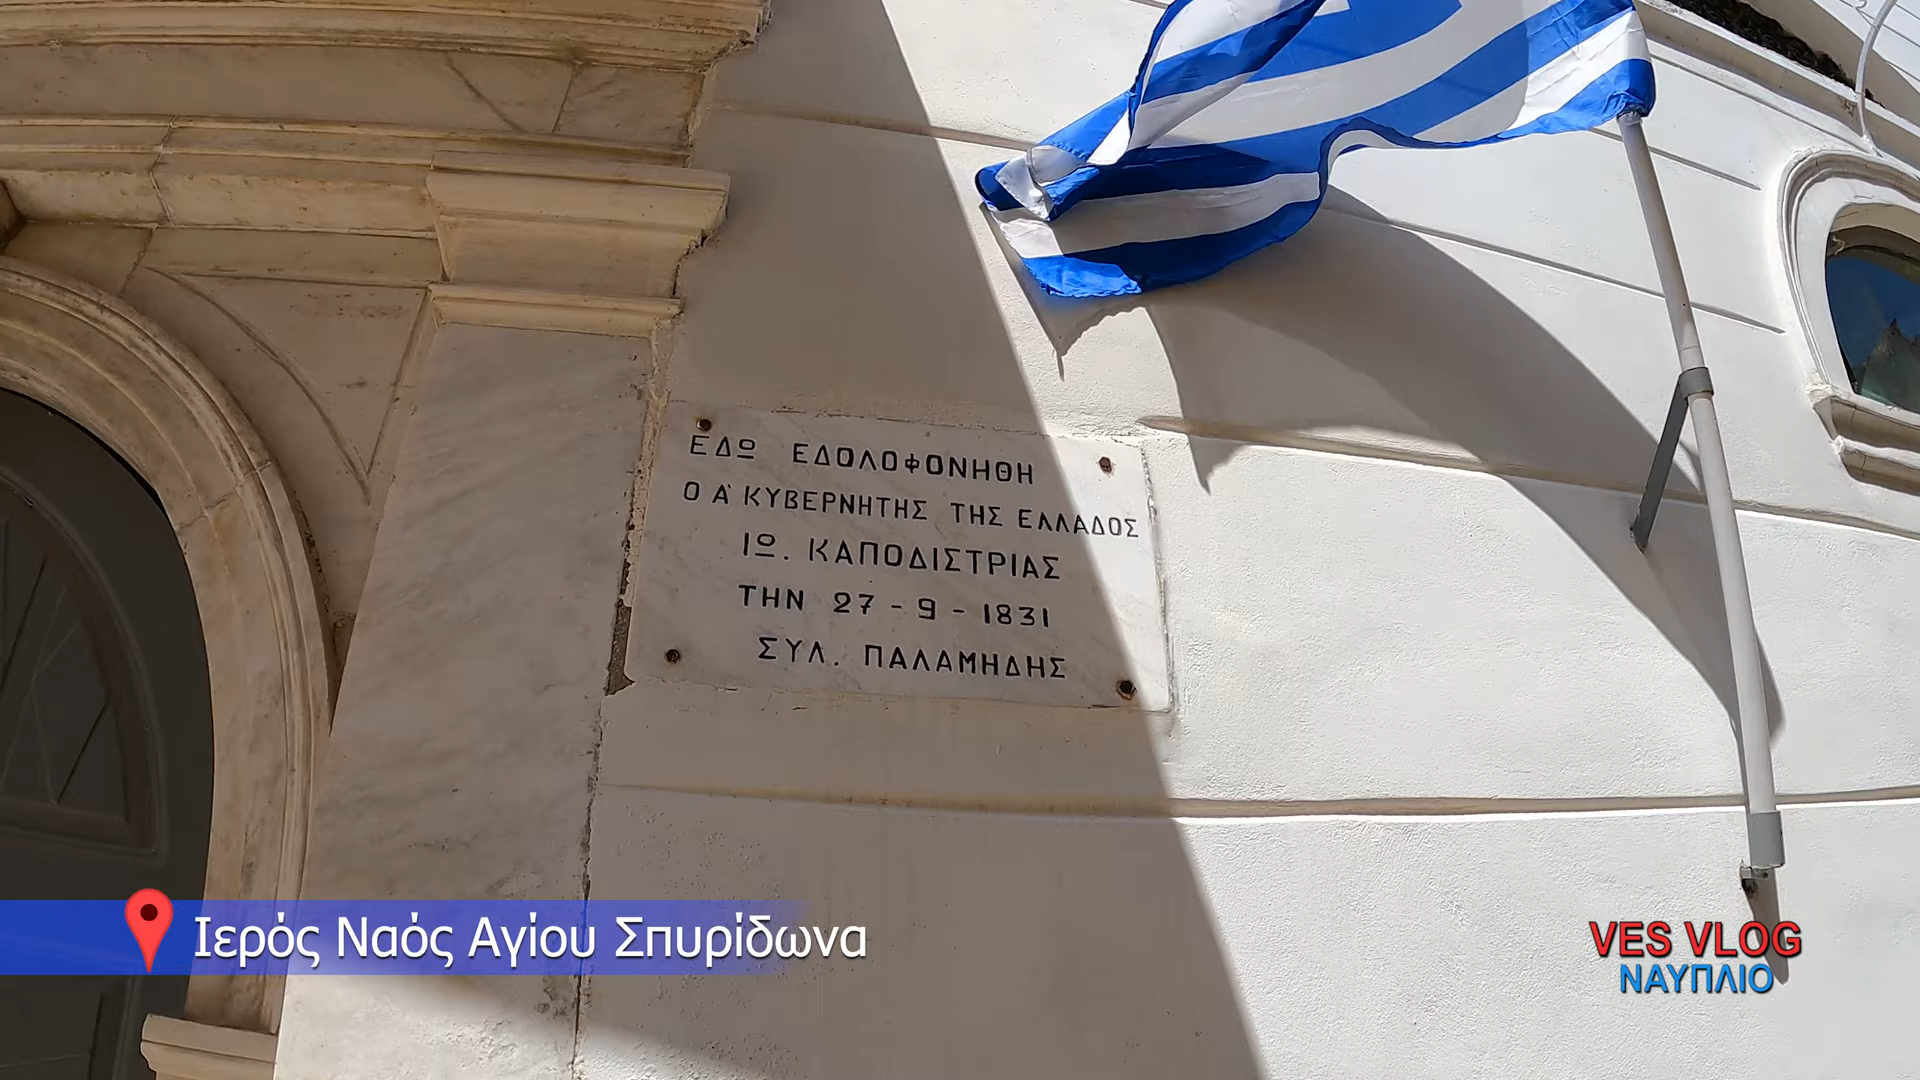 ΕΔΩ ΕΔΟΛΟΦΟΝΗΘΗ
Ο Α' ΚΥΒΕΡΝΗΤΗΣ ΤΗΣ ΕΛΛΑΔΟΣ
ΙΩ. ΚΑΠΟΔΙΣΤΡΙΑΣ
ΤΗΝ 27 - 9 - 1831
ΣΥΛ. ΠΑΛΑΜΗΔΗΣ
Ιερός Ναός Αγίου Σπυρίδωνα
VES VLOG
ΝΑΥΠΛΙΟ